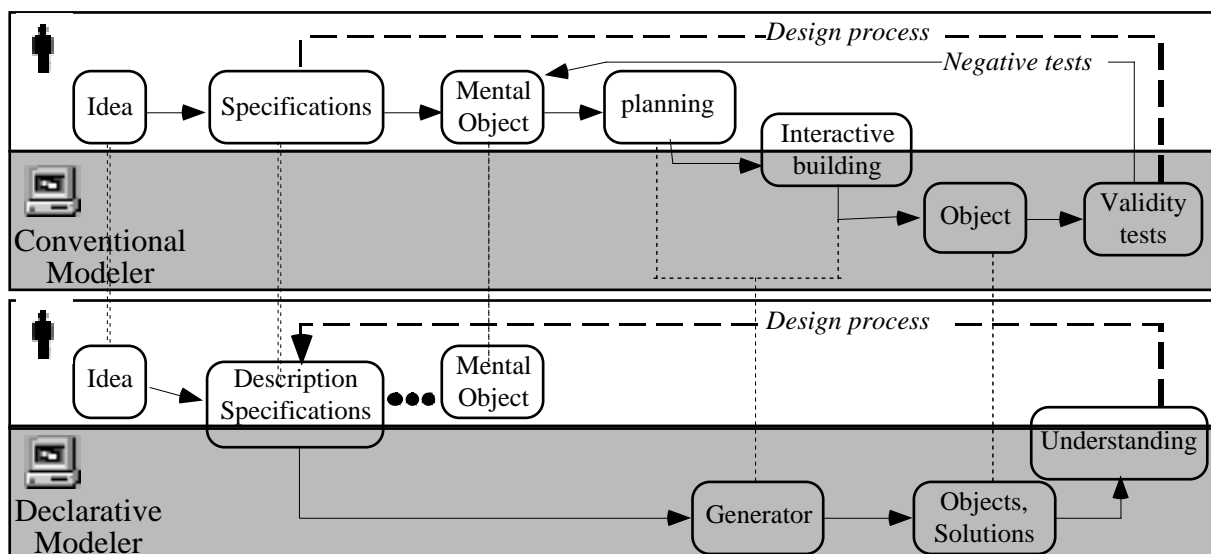 Design process
Negative tests
Idea
Specifications
Mental
Object
planning
Interactive
building
Object
Validity
tests
Conventional
Modeler
Design process
Idea
Description
Specifications
Mental
Object
Understanding
Generator
Objects,
Solutions
Declarative
Modeler